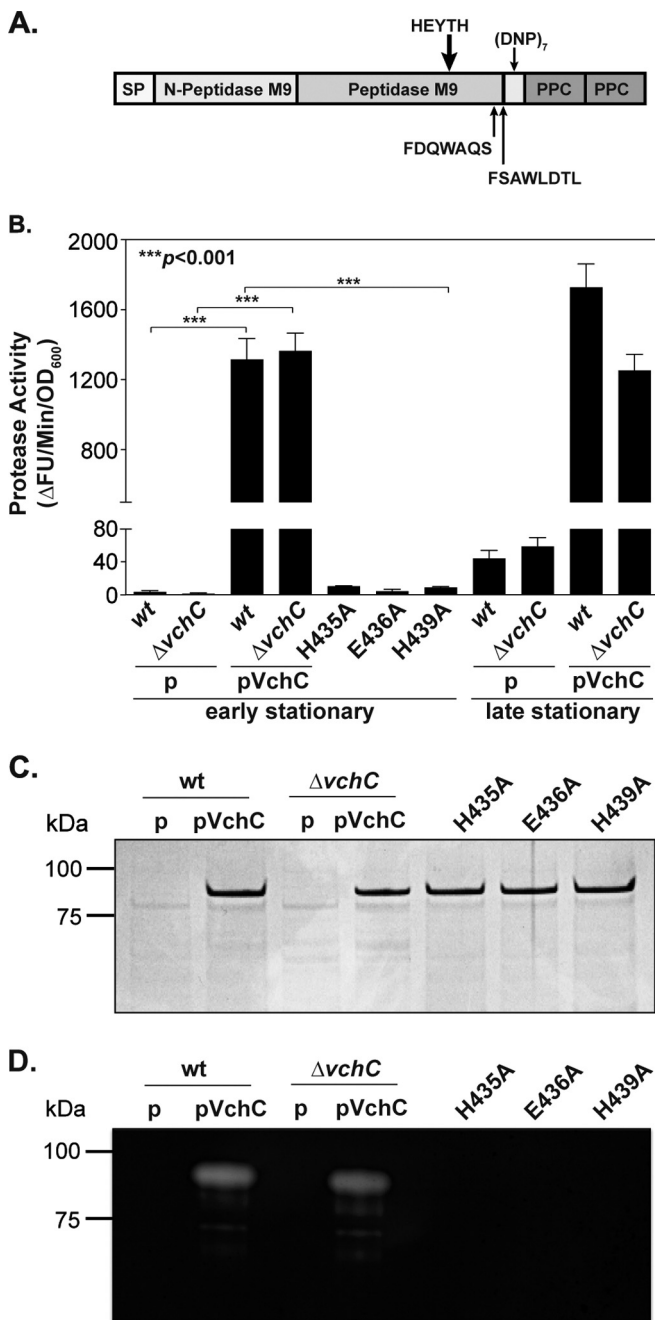 A.
HEYTH
(DNP)7
SP N-Peptidase M9 Peptidase M9 PPC PPC
FDQWAQS
FSAWLDTL
B.
***p<0.001
***
***
***
Protease Activity
(ΔFU/Min/OD600)
2000
1600
1200
800
80
40
0
wt ΔvchC wt ΔvchC H435A E436A H439A wt ΔvchC wt ΔvchC
p pVchC p pVchC
early stationary late stationary
C.
wt ΔvchC
kDa p pVchC p pVchC H435A E436A H439A
100
75
D.
wt ΔvchC
kDa p pVchC p pVchC H435A E436A H439A
100
75